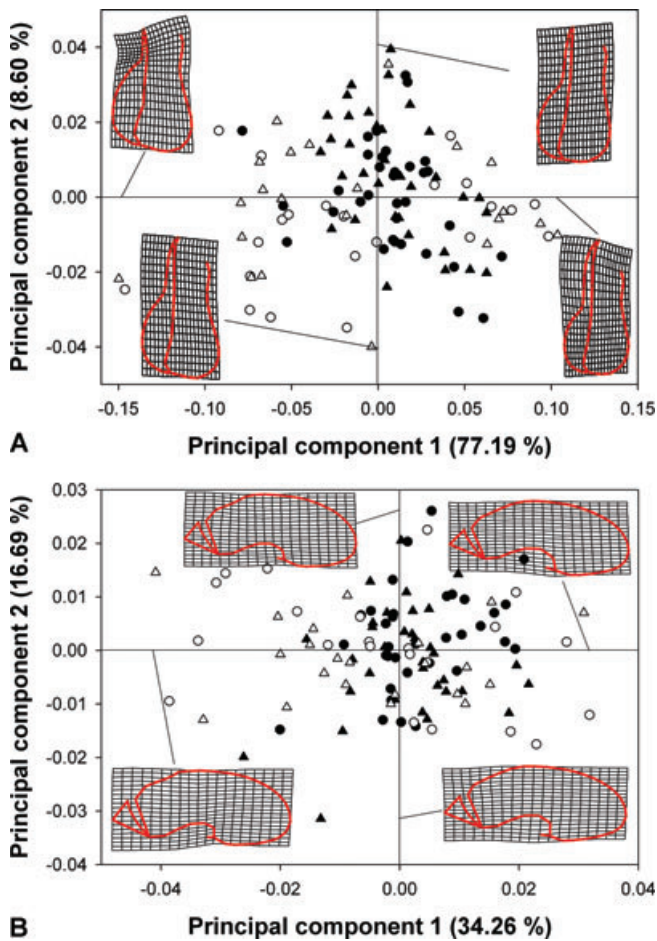 Principal component 2 (8.60 %)
0.04
0.02
0.00
-0.02
-0.04
-0.15 -0.10 -0.05 0.00 0.05 0.10 0.15
A Principal component 1 (77.19 %)
Principal component 2 (16.69 %)
0.03
0.02
0.01
0.00
-0.01
-0.02
-0.03
-0.04
-0.04 -0.02 0.00 0.02 0.04
B Principal component 1 (34.26 %)